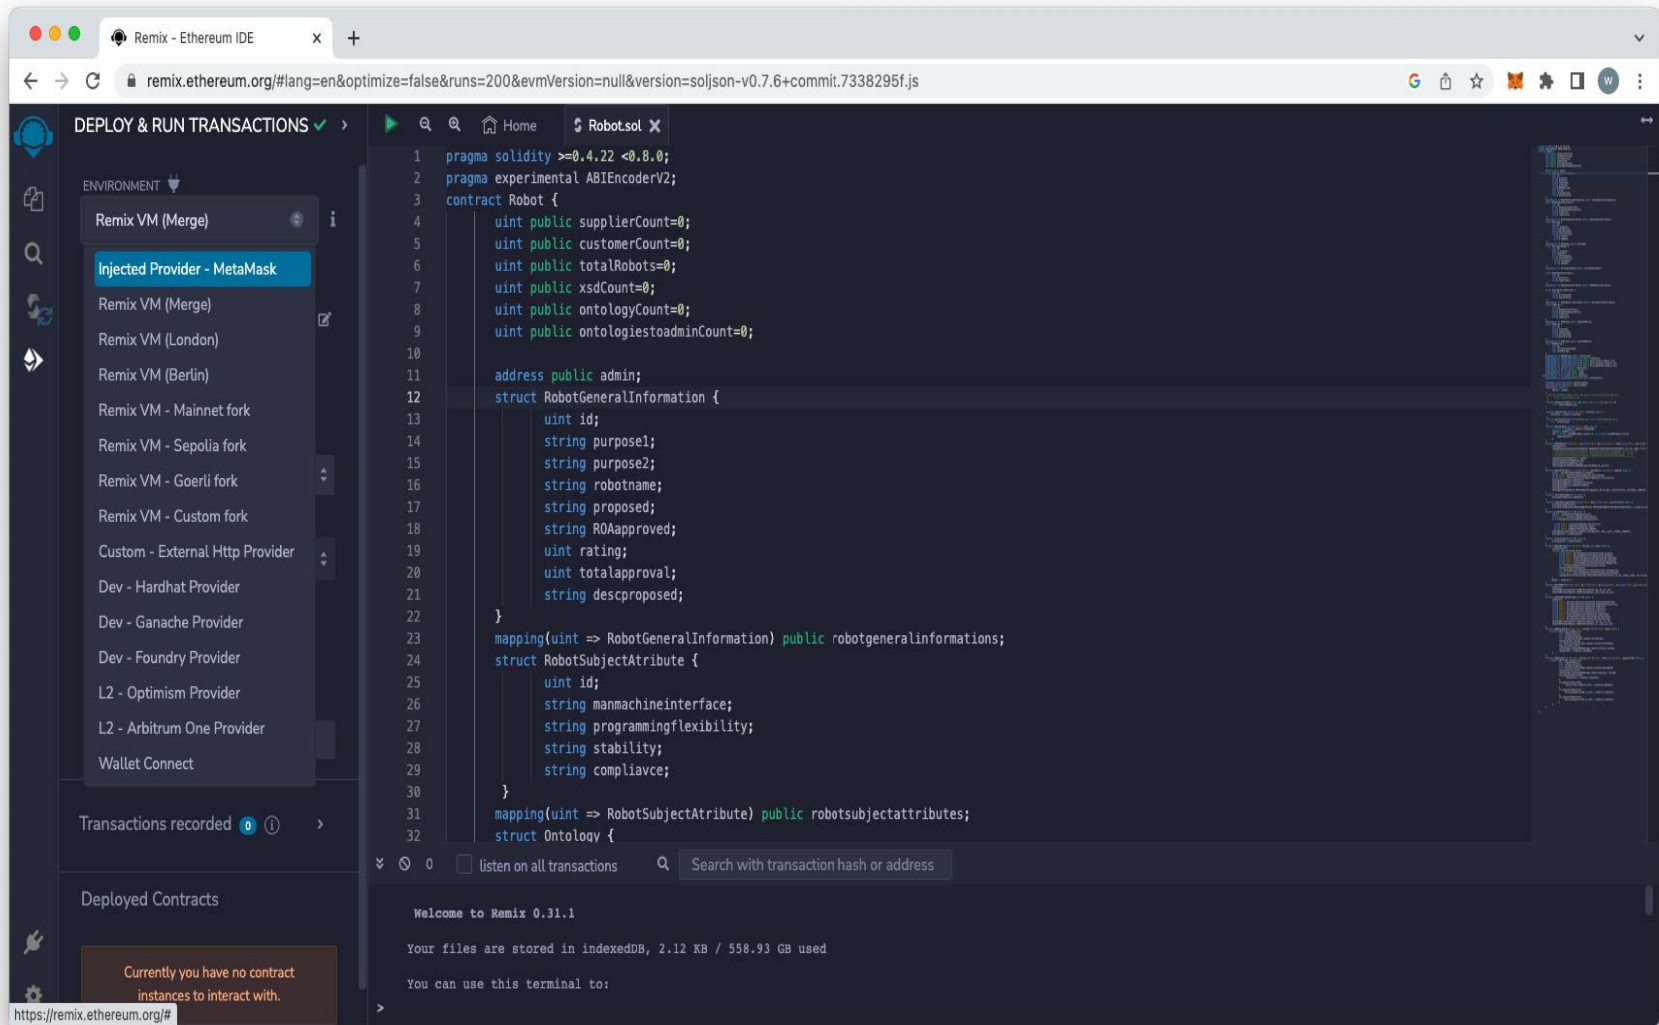 Remix - Ethereum IDE
remix.ethereum.org/#lang=en&optimize=false&runs=200&evmVersion=null&version=soljson-v0.7.6+commit.7338295f.js
G
W
DEPLOY & RUN TRANSACTIONS
ENVIRONMENT
Remix VM (Merge)
i
Injected Provider - MetaMask
Remix VM (Merge)
Remix VM (London)
Remix VM (Berlin)
Remix VM - Mainnet fork
Remix VM - Sepolia fork
Remix VM - Goerli fork
Remix VM - Custom fork
Custom - External Http Provider
Dev - Hardhat Provider
Dev - Ganache Provider
Dev - Foundry Provider
L2 - Optimism Provider
L2 - Arbitrum One Provider
Wallet Connect
Transactions recorded 0 i
Deployed Contracts
Currently you have no contract
instances to interact with.
https://remix.ethereum.org/#
Home Robot.sol
1 pragma solidity >=0.4.22 <0.8.0;
2 pragma experimental ABIEncoderV2;
3 contract Robot {
4 uint public supplierCount=0;
5 uint public customerCount=0;
6 uint public totalRobots=0;
7 uint public xsdCount=0;
8 uint public ontologyCount=0;
9 uint public ontologiestoadminCount=0;
10
11 address public admin;
12 struct RobotGeneralInformation {
13 uint id;
14 string purpose1;
15 string purpose2;
16 string robotname;
17 string proposed;
18 string ROAapproved;
19 uint rating;
20 uint totalapproval;
21 string descproposed;
22 }
23 mapping(uint => RobotGeneralInformation) public robotgeneralinformations;
24 struct RobotSubjectAtribute {
25 uint id;
26 string manmachineinterface;
27 string programmingflexibility;
28 string stability;
29 string compliavce;
30 }
31 mapping(uint => RobotSubjectAtribute) public robotsubjectattributes;
32 struct Ontology {
0 listen on all transactions Search with transaction hash or address
Welcome to Remix 0.31.1
Your files are stored in indexedDB, 2.12 KB / 558.93 GB used
You can use this terminal to:
>